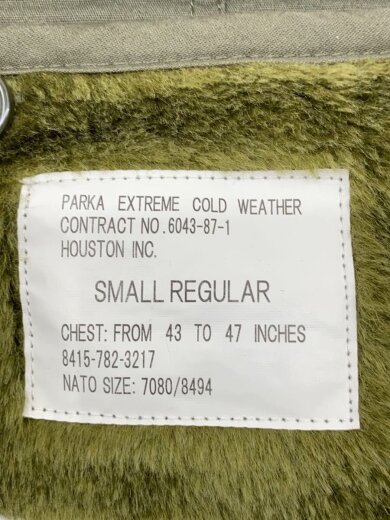 PARKA EXTREME COLD WEATHER
CONTRACT NO.6043-87-1
HOUSTON INC.
SMALL REGULAR
CHEST: FROM 43 TO 47 INCHES
8415-782-3217
NATO SIZE: 7080/8494